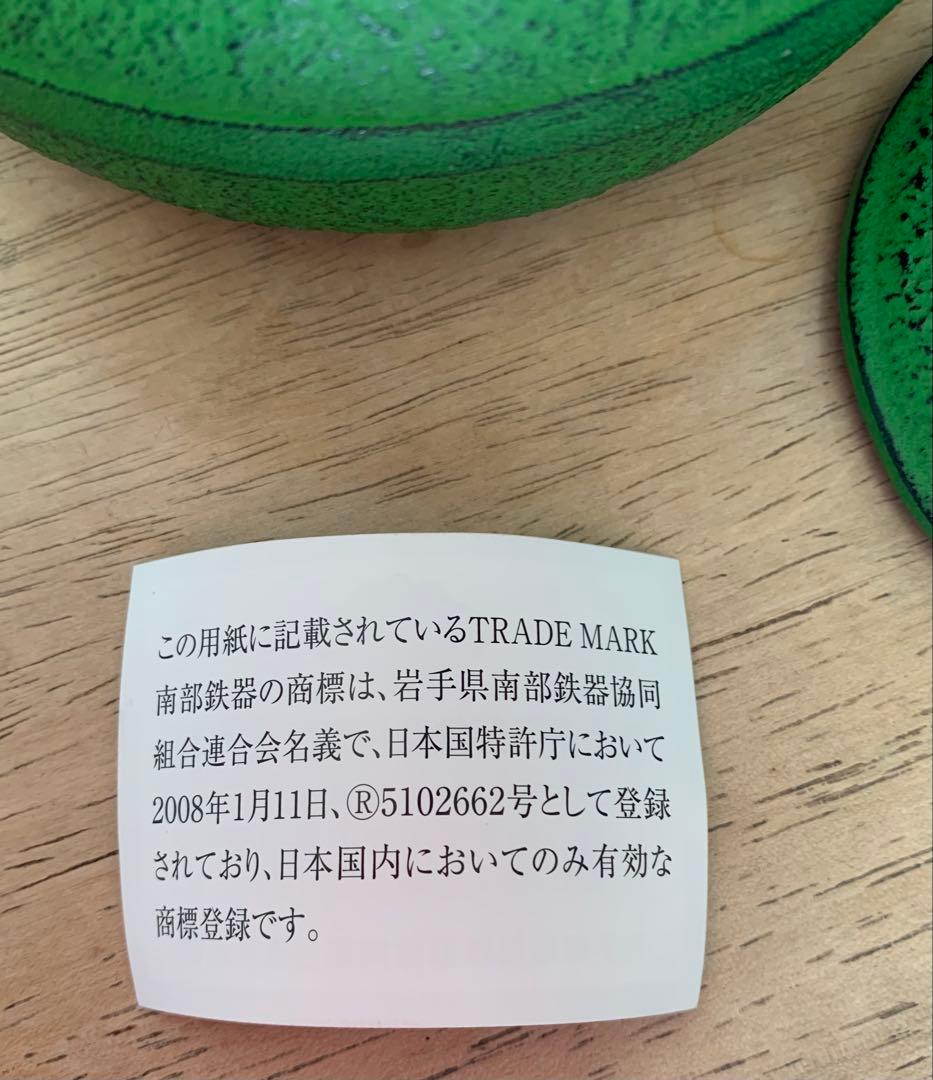 この用紙に記載されているTRADE MARK
南部鉄器の商標は、岩手県南部鉄器協同
組合連合会名義で、日本国特許庁において
2008年1月11日、Ⓡ5102662号として登録
されており、日本国内においてのみ有効な
商標登録です。